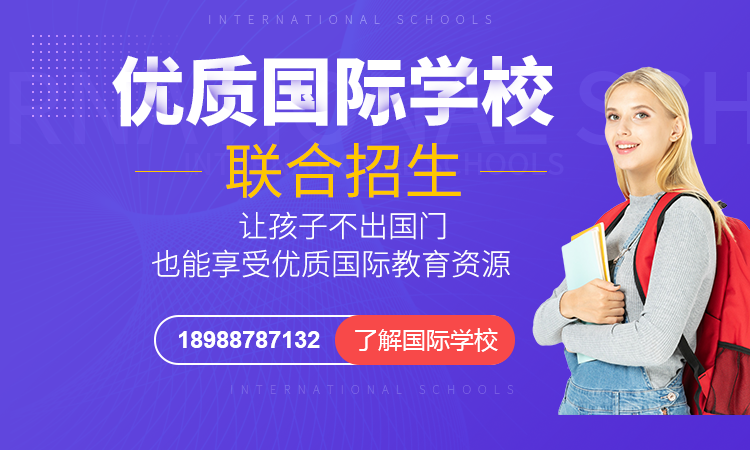 INTERNATIONAL SCHOOLS
优质国际学校
联合招生
让孩子不出国门
也能享受优质国际教育资源
18988787132 了解国际学校
INTERNATIONAL SCHOOLS